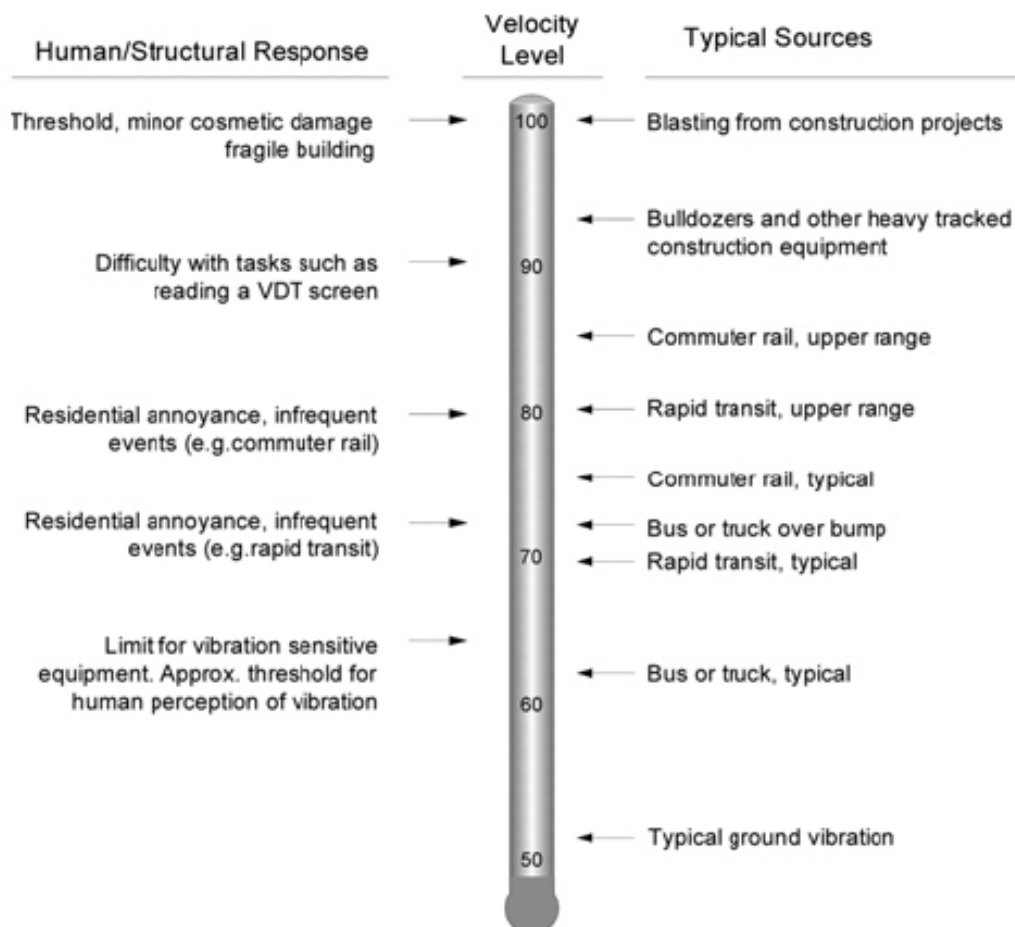 Human/Structural Response
Velocity
Level
Typical Sources
Threshold, minor cosmetic damage
fragile building
100
Blasting from construction projects
Bulldozers and other heavy tracked
construction equipment
Difficulty with tasks such as
reading a VDT screen
90
Commuter rail, upper range
Residential annoyance, infrequent
events (e.g.commuter rail)
80
Rapid transit, upper range
Commuter rail, typical
Residential annoyance, infrequent
events (e.g.rapid transit)
Bus or truck over bump
70
Rapid transit, typical
Limit for vibration sensitive
equipment. Approx. threshold for
human perception of vibration
Bus or truck, typical
60
Typical ground vibration
50